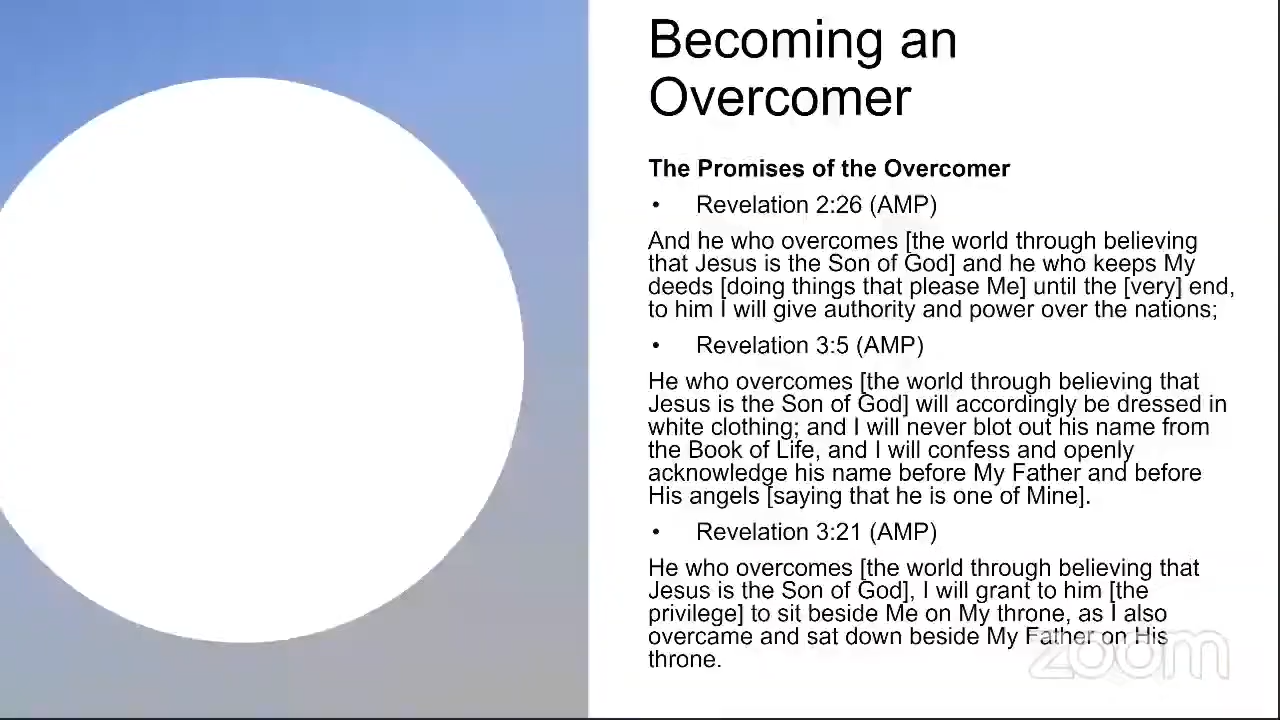 Becoming an
Overcomer
The Promises of the Overcomer
• Revelation 2:26 (AMP)
And he who overcomes [the world through believing
that Jesus is the Son of God] and he who keeps My
deeds [doing things that please Me] until the [very] end,
to him I will give authority and power over the nations;
• Revelation 3:5 (AMP)
He who overcomes [the world through believing that
Jesus is the Son of God] will accordingly be dressed in
white clothing; and I will never blot out his name from
the Book of Life, and I will confess and openly
acknowledge his name before My Father and before
His angels [saying that he is one of Mine].
• Revelation 3:21 (AMP)
He who overcomes [the world through believing that
Jesus is the Son of God], I will grant to him [the
privilege] to sit beside Me on My throne, as I also
overcame and sat down beside My Father on His
throne.
zoom